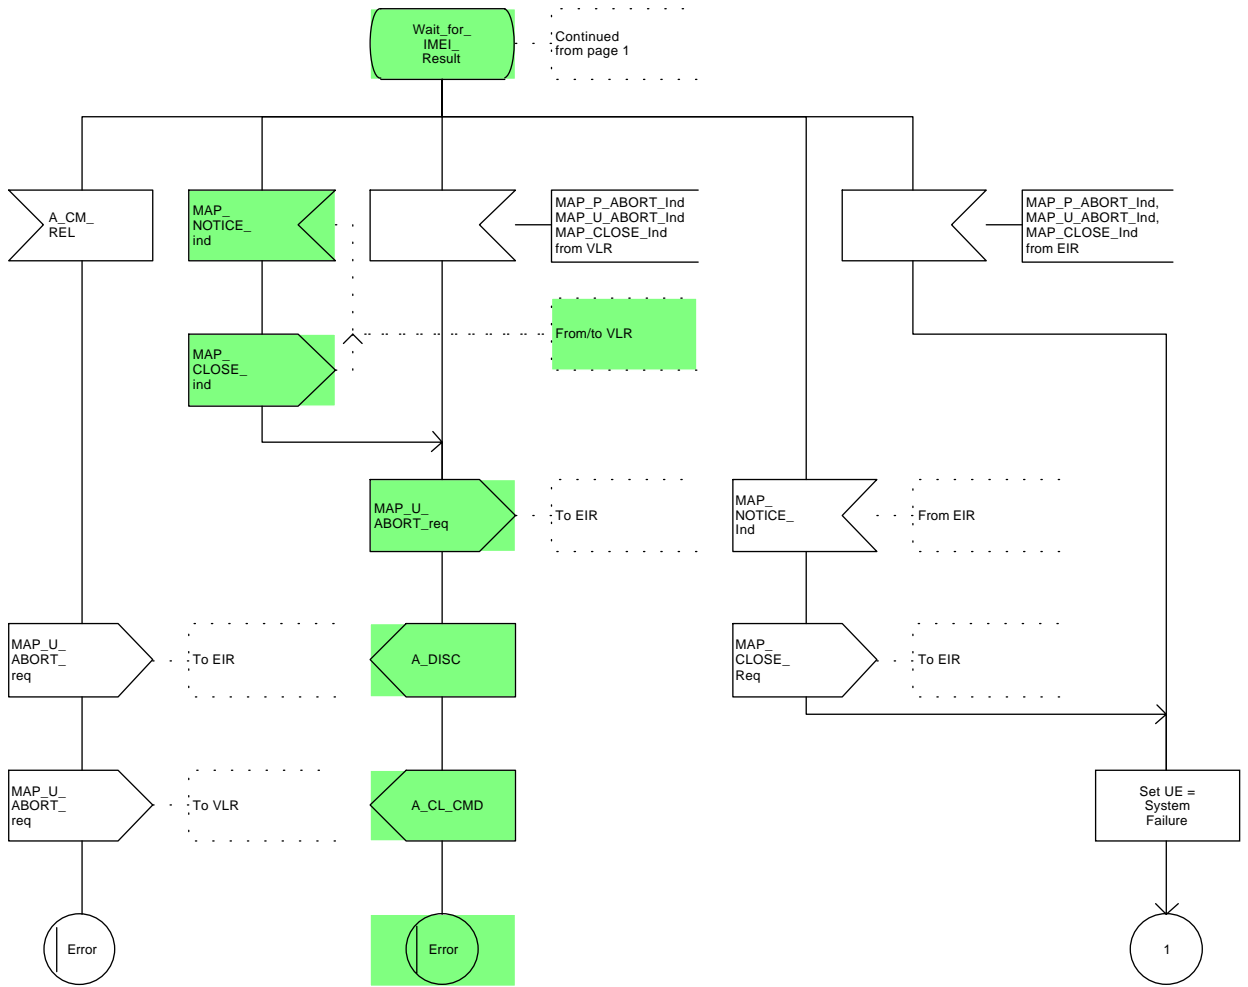 Wait_for_
IMEI_
Result
Continued
from page 1
A_CM_
REL
MAP_
NOTICE_
ind
MAP_P_ABORT_Ind
MAP_U_ABORT_Ind
MAP_CLOSE_Ind
from VLR
MAP_P_ABORT_Ind,
MAP_U_ABORT_Ind,
MAP_CLOSE_Ind
from EIR
MAP_
CLOSE_
ind
From/to VLR
MAP_U_
ABORT_req
To EIR
MAP_
NOTICE_
Ind
From EIR
MAP_U_
ABORT_
req
To EIR
A_DISC
MAP_
CLOSE_
Req
To EIR
MAP_U_
ABORT_
req
To VLR
A_CL_CMD
Set UE =
System
Failure
Error
Error
1